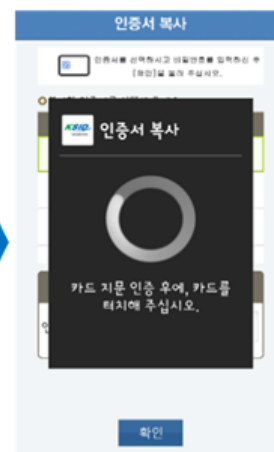 인증서 복사
인증서를 선택하시고 비밀번호를 입력하신 후
[확인]을 눌러 주십시오.
KSID
인증서 복사
카드 지문 인증 후에, 카드를
터치해 주십시오.
확인